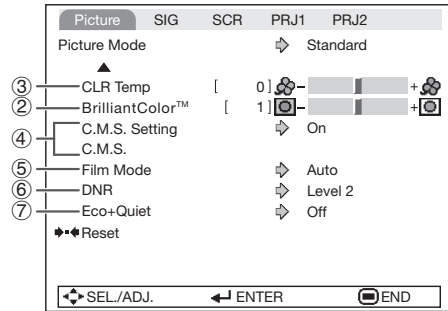 Picture SIG SCR PRJ1 PRJ2
Picture Mode Standard
③ CLR Temp [ 0] - +
② BrilliantColor™ [ 1] - +
④ C.M.S. Setting On
C.M.S.
⑤ Film Mode Auto
⑥ DNR Level 2
⑦ Eco+Quiet Off
Reset
SEL./ADJ. ENTER END